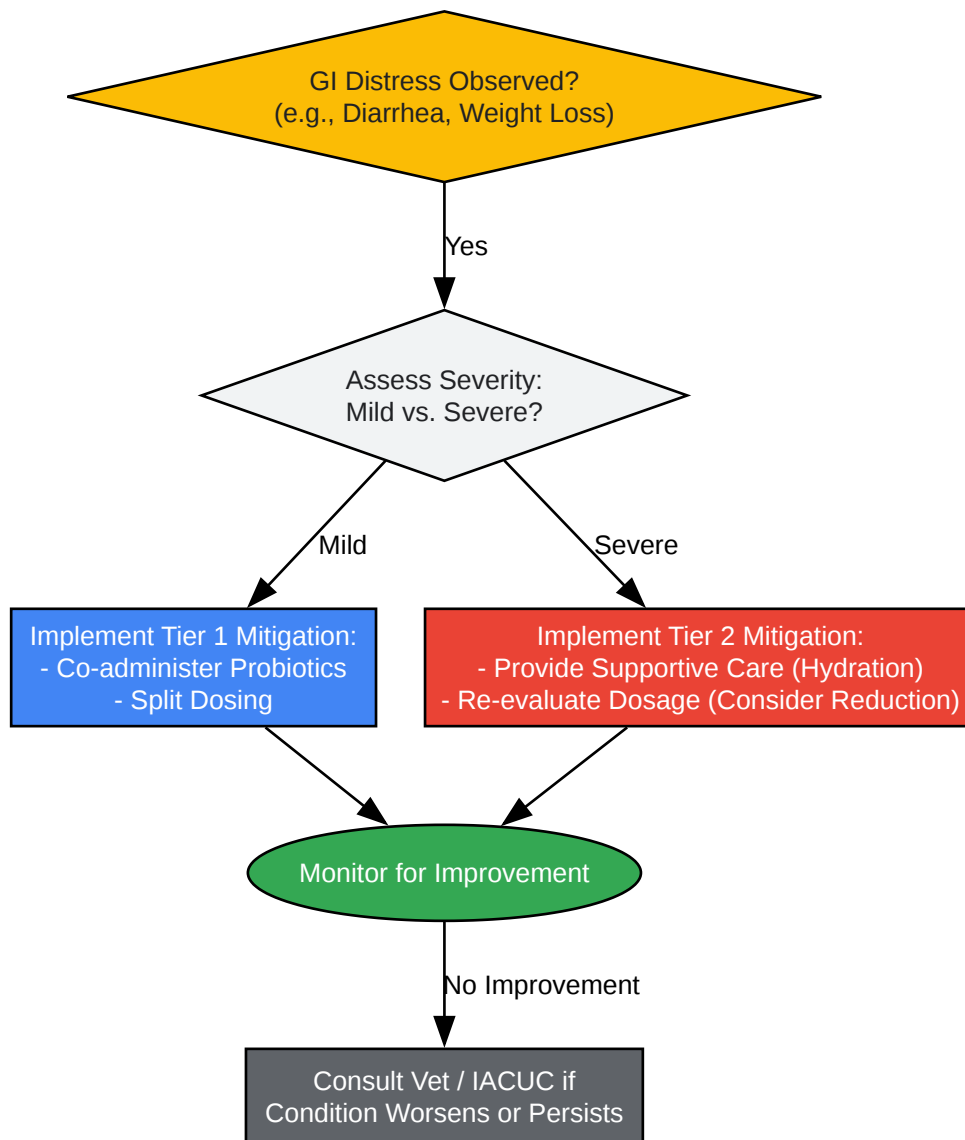 GI Distress Observed?
(e.g., Diarrhea, Weight Loss)
Yes
Assess Severity:
Mild vs. Severe?
Mild
Severe
Implement Tier 1 Mitigation:
- Co-administer Probiotics
- Split Dosing
Implement Tier 2 Mitigation:
- Provide Supportive Care (Hydration)
- Re-evaluate Dosage (Consider Reduction)
Monitor for Improvement
No Improvement
Consult Vet / IACUC if
Condition Worsens or Persists